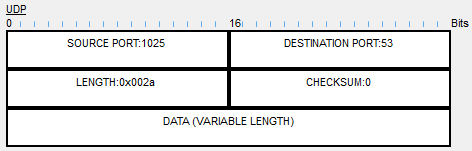 UDP
0 16 Bits
SOURCE PORT:1025 DESTINATION PORT:53
LENGTH:0x002a CHECKSUM:0
DATA (VARIABLE LENGTH)